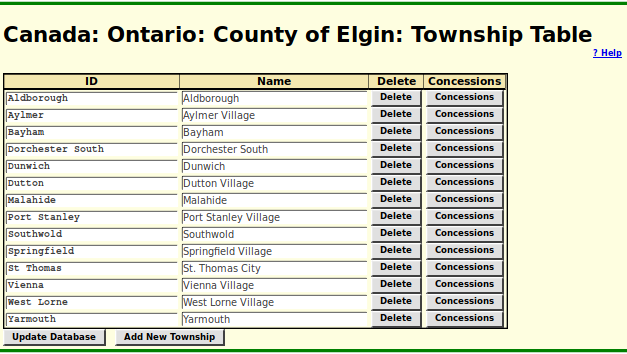 Canada: Ontario: County of Elgin: Township Table
? Help
ID Name Delete Concessions
Aldborough Aldborough Delete Concessions
Aylmer Aylmer Village Delete Concessions
Bayham Bayham Delete Concessions
Dorchester South Dorchester South Delete Concessions
Dunwich Dunwich Delete Concessions
Dutton Dutton Village Delete Concessions
Malahide Malahide Delete Concessions
Port Stanley Port Stanley Village Delete Concessions
Southwold Southwold Delete Concessions
Springfield Springfield Village Delete Concessions
St Thomas St. Thomas City Delete Concessions
Vienna Vienna Village Delete Concessions
West Lorne West Lorne Village Delete Concessions
Yarmouth Yarmouth Delete Concessions
Update Database Add New Township